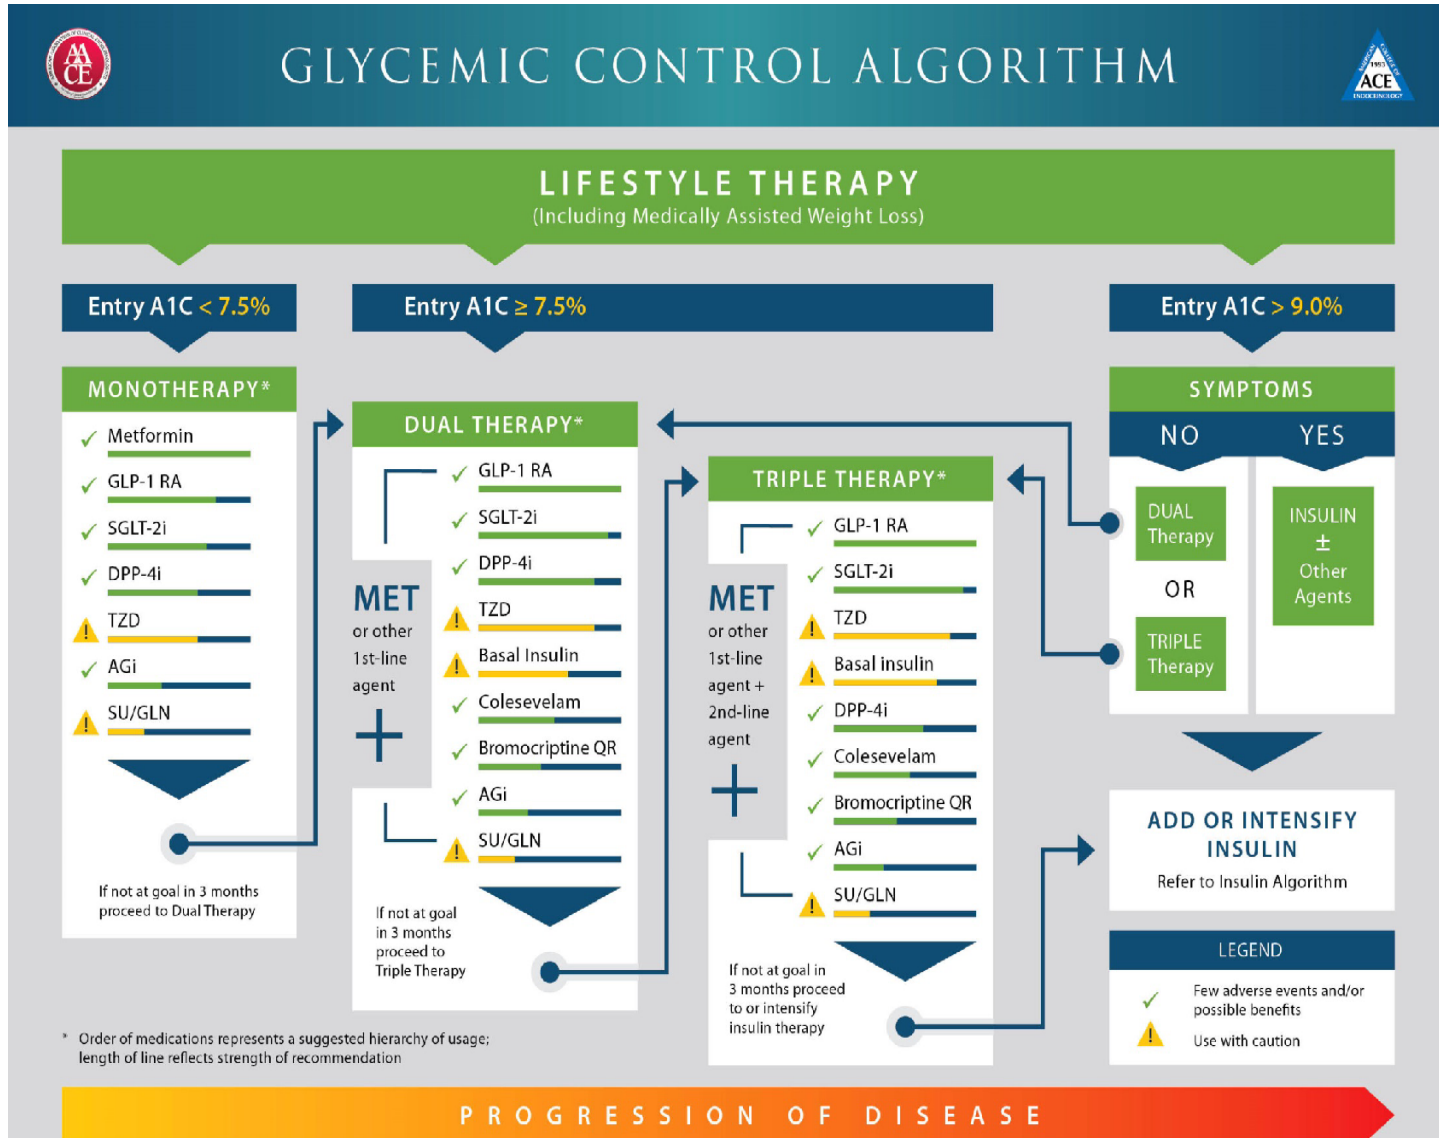 AACE
GLYCEMIC CONTROL ALGORITHM
AMERICAN COLLEGE OF ENDOCRINOLOGY
1993
ACE
LIFESTYLE THERAPY
(Including Medically Assisted Weight Loss)
Entry A1C < 7.5%
Entry A1C ≥ 7.5%
Entry A1C > 9.0%
MONOTHERAPY*
Metformin
GLP-1 RA
SGLT-2i
DPP-4i
TZD
AGi
SU/GLN
If not at goal in 3 months
proceed to Dual Therapy
DUAL THERAPY*
MET
or other
1st-line
agent
+
GLP-1 RA
SGLT-2i
DPP-4i
TZD
Basal Insulin
Colesevelam
Bromocriptine QR
AGi
SU/GLN
If not at goal
in 3 months
proceed to
Triple Therapy
TRIPLE THERAPY*
MET
or other
1st-line
agent +
2nd-line
agent
+
GLP-1 RA
SGLT-2i
TZD
Basal insulin
DPP-4i
Colesevelam
Bromocriptine QR
AGi
SU/GLN
If not at goal in
3 months proceed
to or intensify
insulin therapy
SYMPTOMS
NO
YES
DUAL
Therapy
OR
TRIPLE
Therapy
INSULIN
±
Other
Agents
ADD OR INTENSIFY
INSULIN
Refer to Insulin Algorithm
LEGEND
Few adverse events and/or
possible benefits
Use with caution
* Order of medications represents a suggested hierarchy of usage;
length of line reflects strength of recommendation
PROGRESSION OF DISEASE